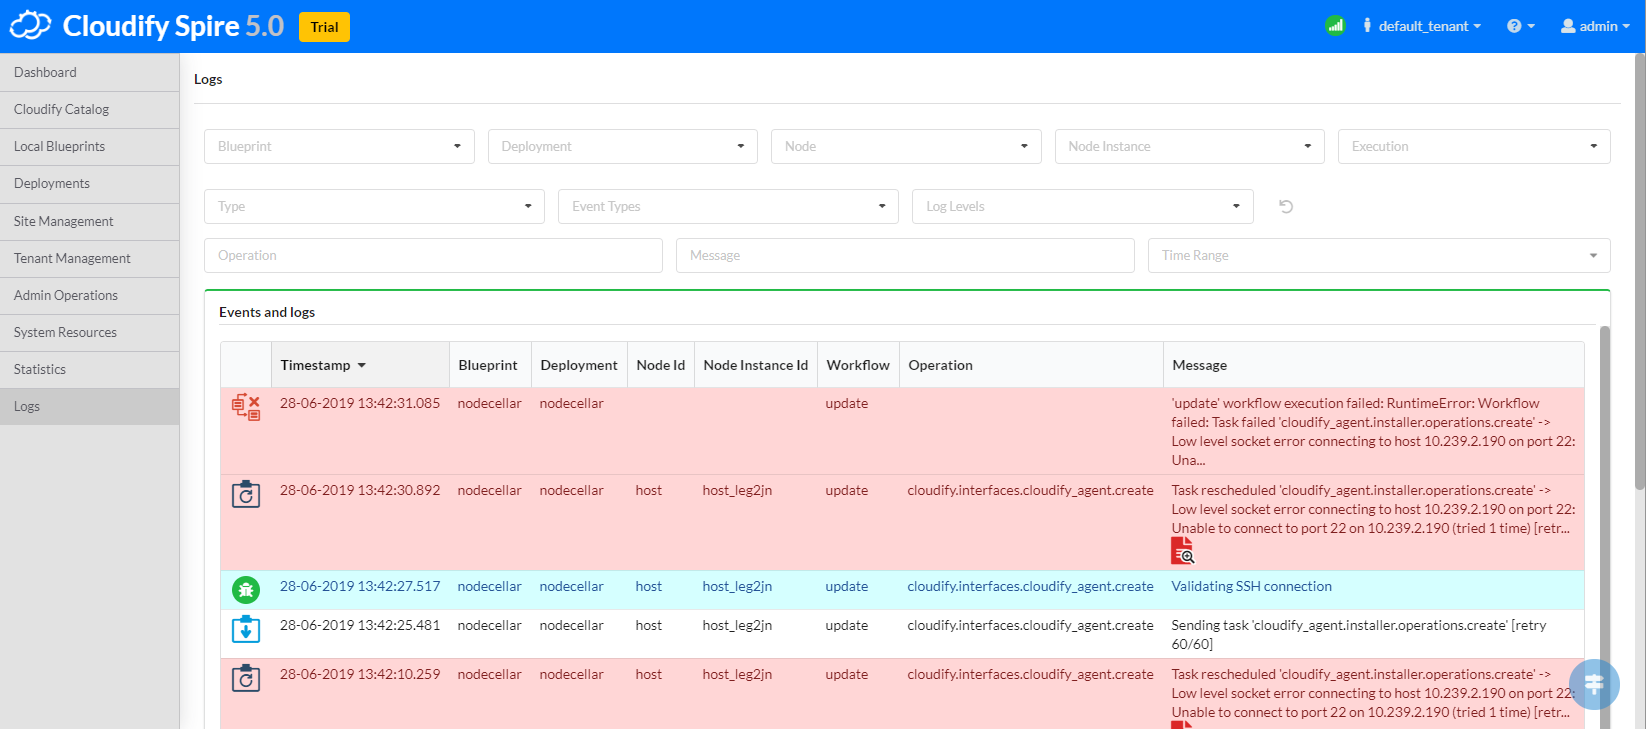 Cloudify Spire 5.0 Trial default_tenant admin
Dashboard
Cloudify Catalog
Local Blueprints
Deployments
Site Management
Tenant Management
Admin Operations
System Resources
Statistics
Logs
Logs
Blueprint Deployment Node Node Instance Execution
Type Event Types Log Levels
Operation Message Time Range
Events and logs
Timestamp Blueprint Deployment Node Id Node Instance Id Workflow Operation Message
28-06-2019 13:42:31.085 nodecellar nodecellar update 'update' workflow execution failed: RuntimeError: Workflow
failed: Task failed 'cloudify_agent.installer.operations.create' ->
Low level socket error connecting to host 10.239.2.190 on port 22:
Una...
28-06-2019 13:42:30.892 nodecellar nodecellar host host_leg2jn update cloudify.interfaces.cloudify_agent.create Task rescheduled 'cloudify_agent.installer.operations.create' ->
Low level socket error connecting to host 10.239.2.190 on port 22:
Unable to connect to port 22 on 10.239.2.190 (tried 1 time) [retr...
28-06-2019 13:42:27.517 nodecellar nodecellar host host_leg2jn update cloudify.interfaces.cloudify_agent.create Validating SSH connection
28-06-2019 13:42:25.481 nodecellar nodecellar host host_leg2jn update cloudify.interfaces.cloudify_agent.create Sending task 'cloudify_agent.installer.operations.create' [retry
60/60]
28-06-2019 13:42:10.259 nodecellar nodecellar host host_leg2jn update cloudify.interfaces.cloudify_agent.create Task rescheduled 'cloudify_agent.installer.operations.create' ->
Low level socket error connecting to host 10.239.2.190 on port 22:
Unable to connect to port 22 on 10.239.2.190 (tried 1 time) [retr...